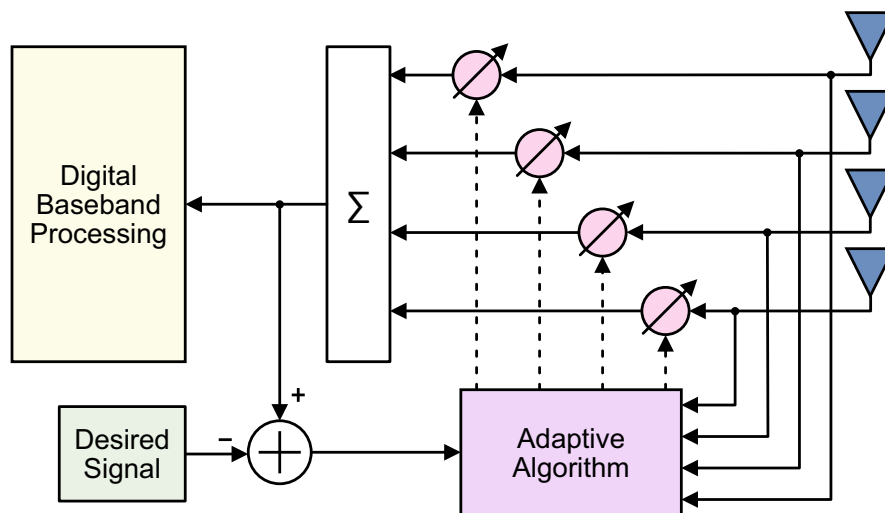 Digital
Baseband
Processing
Σ
+
–
Desired
Signal
Adaptive
Algorithm